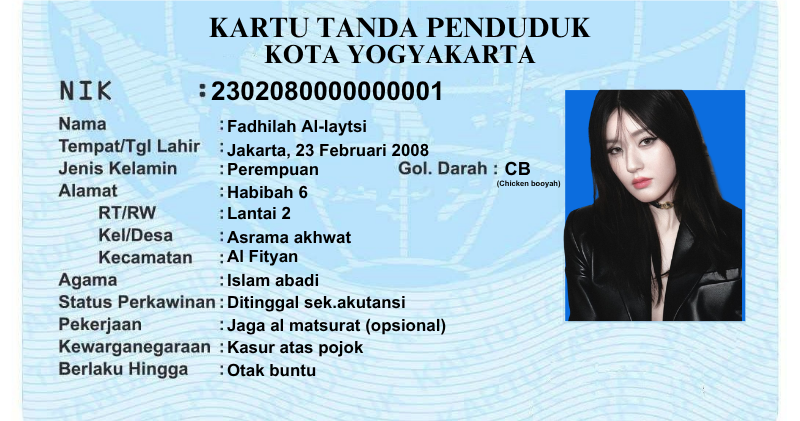 KARTU TANDA PENDUDUK
KOTA YOGYAKARTA
NIK : 2302080000000001
Nama : Fadhilah Al-laytsi
Tempat/Tgl Lahir : Jakarta, 23 Februari 2008
Jenis Kelamin : Perempuan Gol. Darah : CB
(Chicken booyah)
Alamat : Habibah 6
RT/RW : Lantai 2
Kel/Desa : Asrama akhwat
Kecamatan : Al Fityan
Agama : Islam abadi
Status Perkawinan : Ditinggal sek.akutansi
Pekerjaan : Jaga al matsurat (opsional)
Kewarganegaraan : Kasur atas pojok
Berlaku Hingga : Otak buntu